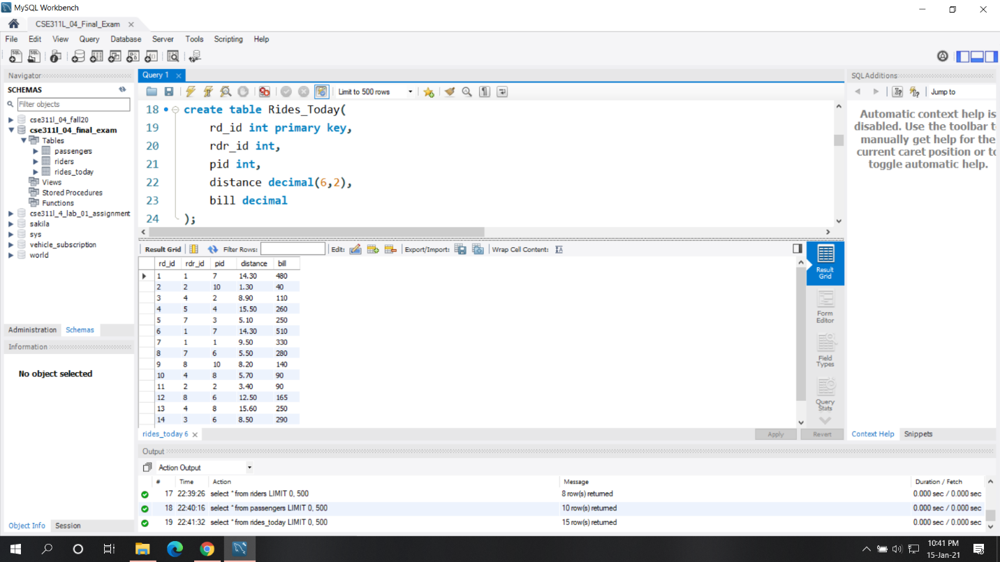 MySQL Workbench
CSE311L_04_Final_Exam
File Edit View Query Database Server Tools Scripting Help
Navigator
SCHEMAS
Filter objects
cse311l_04_fall20
cse311l_04_final_exam
Tables
passengers
riders
rides_today
Views
Stored Procedures
Functions
cse311l_4_lab_01_assignment
sakila
sys
vehicle_subscription
world
Administration Schemas
Information
No object selected
Object Info Session
Query 1
Limit to 500 rows
18 create table Rides_Today(
19 rd_id int primary key,
20 rdr_id int,
21 pid int,
22 distance decimal(6,2),
23 bill decimal
24 );
Result Grid Filter Rows: Edit: Export/Import: Wrap Cell Content:
rd_id rdr_id pid distance bill
1 1 7 14.30 480
2 2 10 1.30 40
3 4 2 8.90 110
4 5 4 15.50 260
5 7 3 5.10 250
6 1 7 14.30 510
7 1 1 9.50 330
8 7 6 5.50 280
9 8 10 8.20 140
10 4 8 5.70 90
11 2 2 3.40 90
12 8 6 12.50 165
13 4 8 15.60 250
14 3 6 8.50 290
Result
Grid
Form
Editor
Field
Types
Query
Stats
rides_today 6
Apply Revert
SQLAdditions
Jump to
Automatic context help is
disabled. Use the toolbar t
manually get help for the
current caret position or to
toggle automatic help.
Context Help Snippets
Output
Action Output
# Time Action Message Duration / Fetch
17 22:39:26 select * from riders LIMIT 0, 500 8 row(s) returned 0.000 sec / 0.000 sec
18 22:40:16 select * from passengers LIMIT 0, 500 10 row(s) returned 0.000 sec / 0.000 sec
19 22:41:32 select * from rides_today LIMIT 0, 500 15 row(s) returned 0.000 sec / 0.000 sec
10:41 PM
15-Jan-21